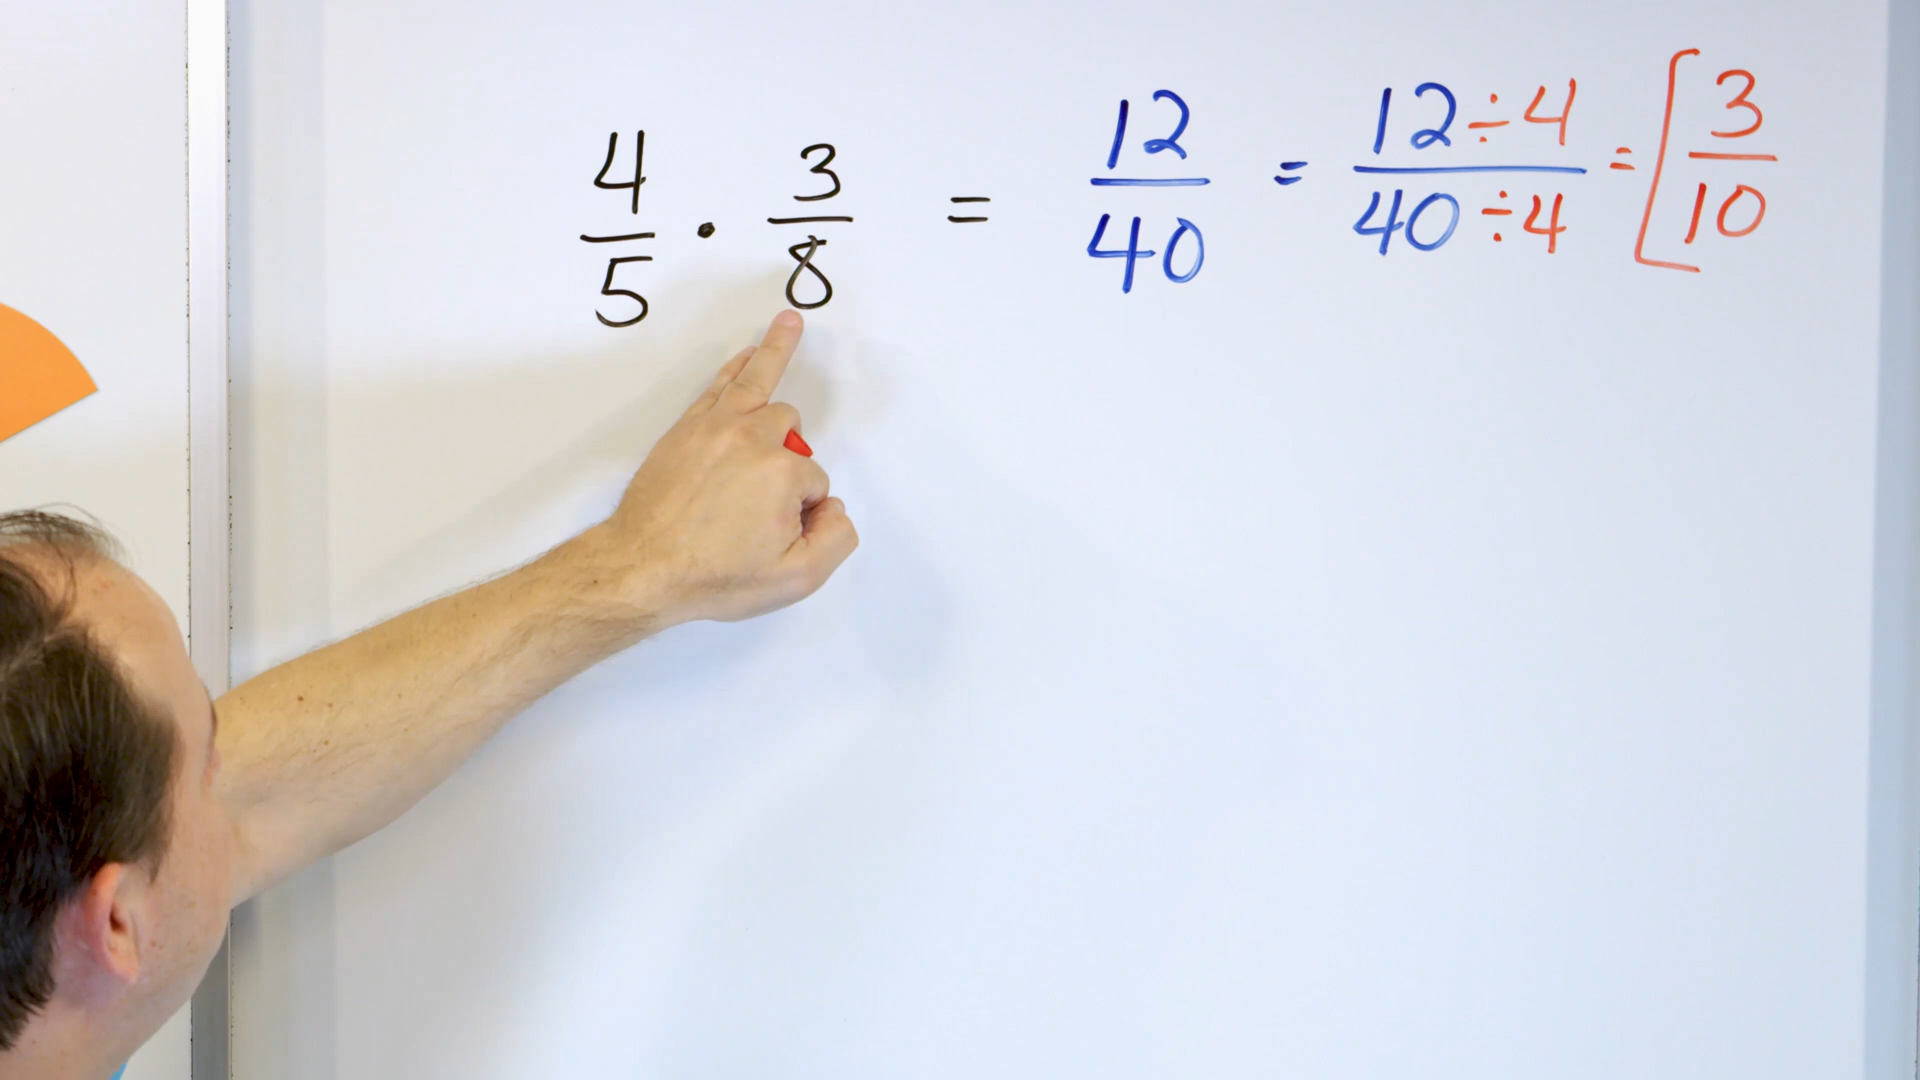 4/5 · 3/8 = 12/40 = 12÷4/40÷4 = [3/10